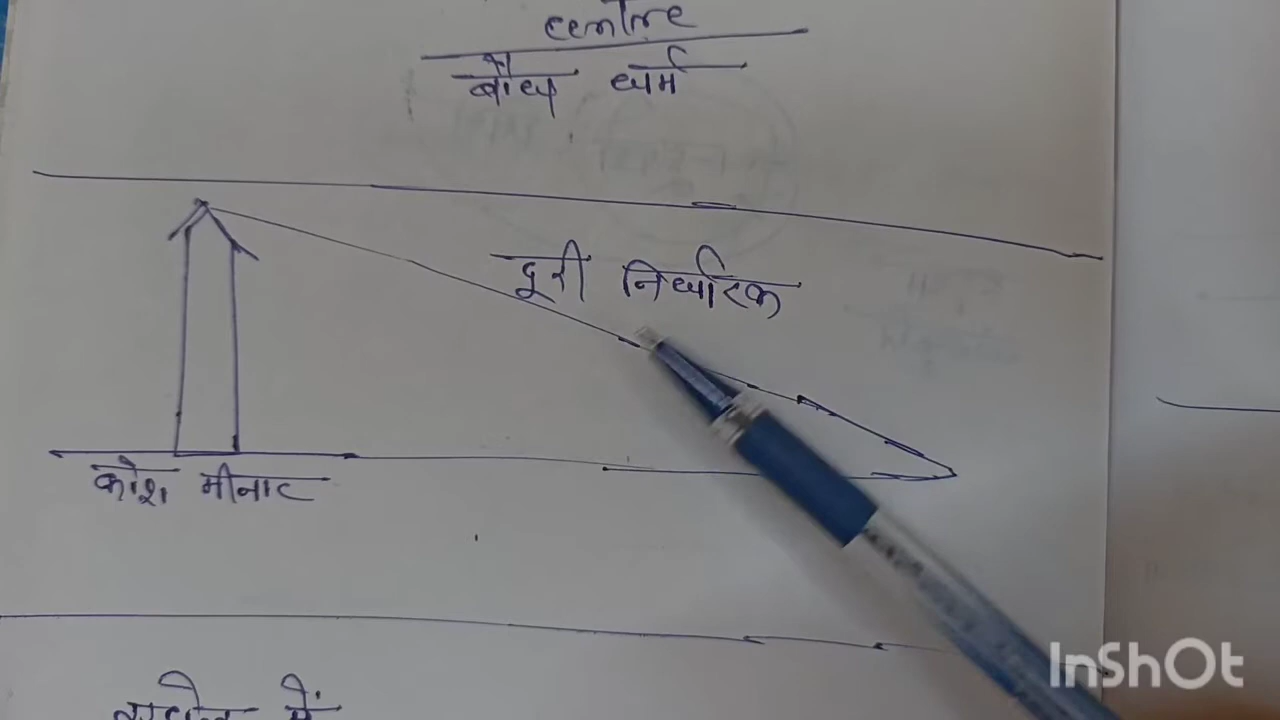 centre
बौध धर्म
दूरी निर्धारक
कोश मीनार
में
InShOt